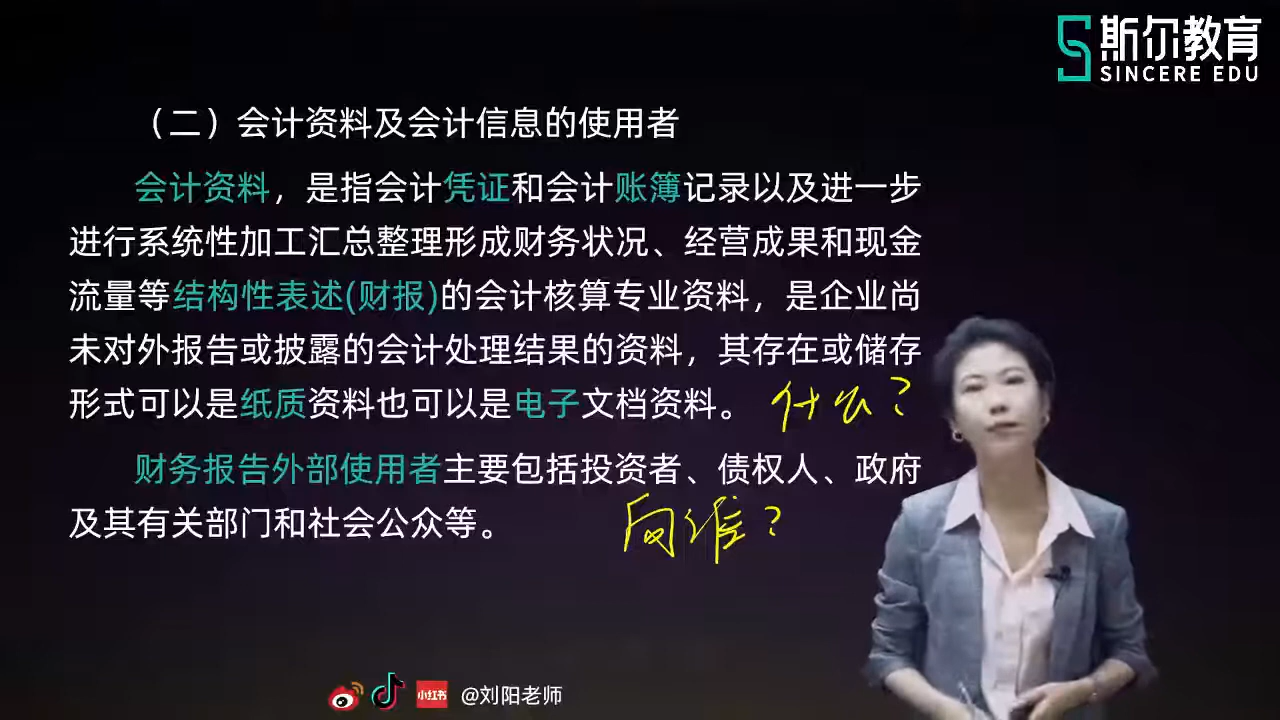 斯尔教育
SINCERE EDU
（二）会计资料及会计信息的使用者
会计资料，是指会计凭证和会计账簿记录以及进一步
进行系统性加工汇总整理形成财务状况、经营成果和现金
流量等结构性表述(财报)的会计核算专业资料，是企业尚
未对外报告或披露的会计处理结果的资料，其存在或储存
形式可以是纸质资料也可以是电子文档资料。
什么？
财务报告外部使用者主要包括投资者、债权人、政府
及其有关部门和社会公众等。
向谁？
小红书
@刘阳老师